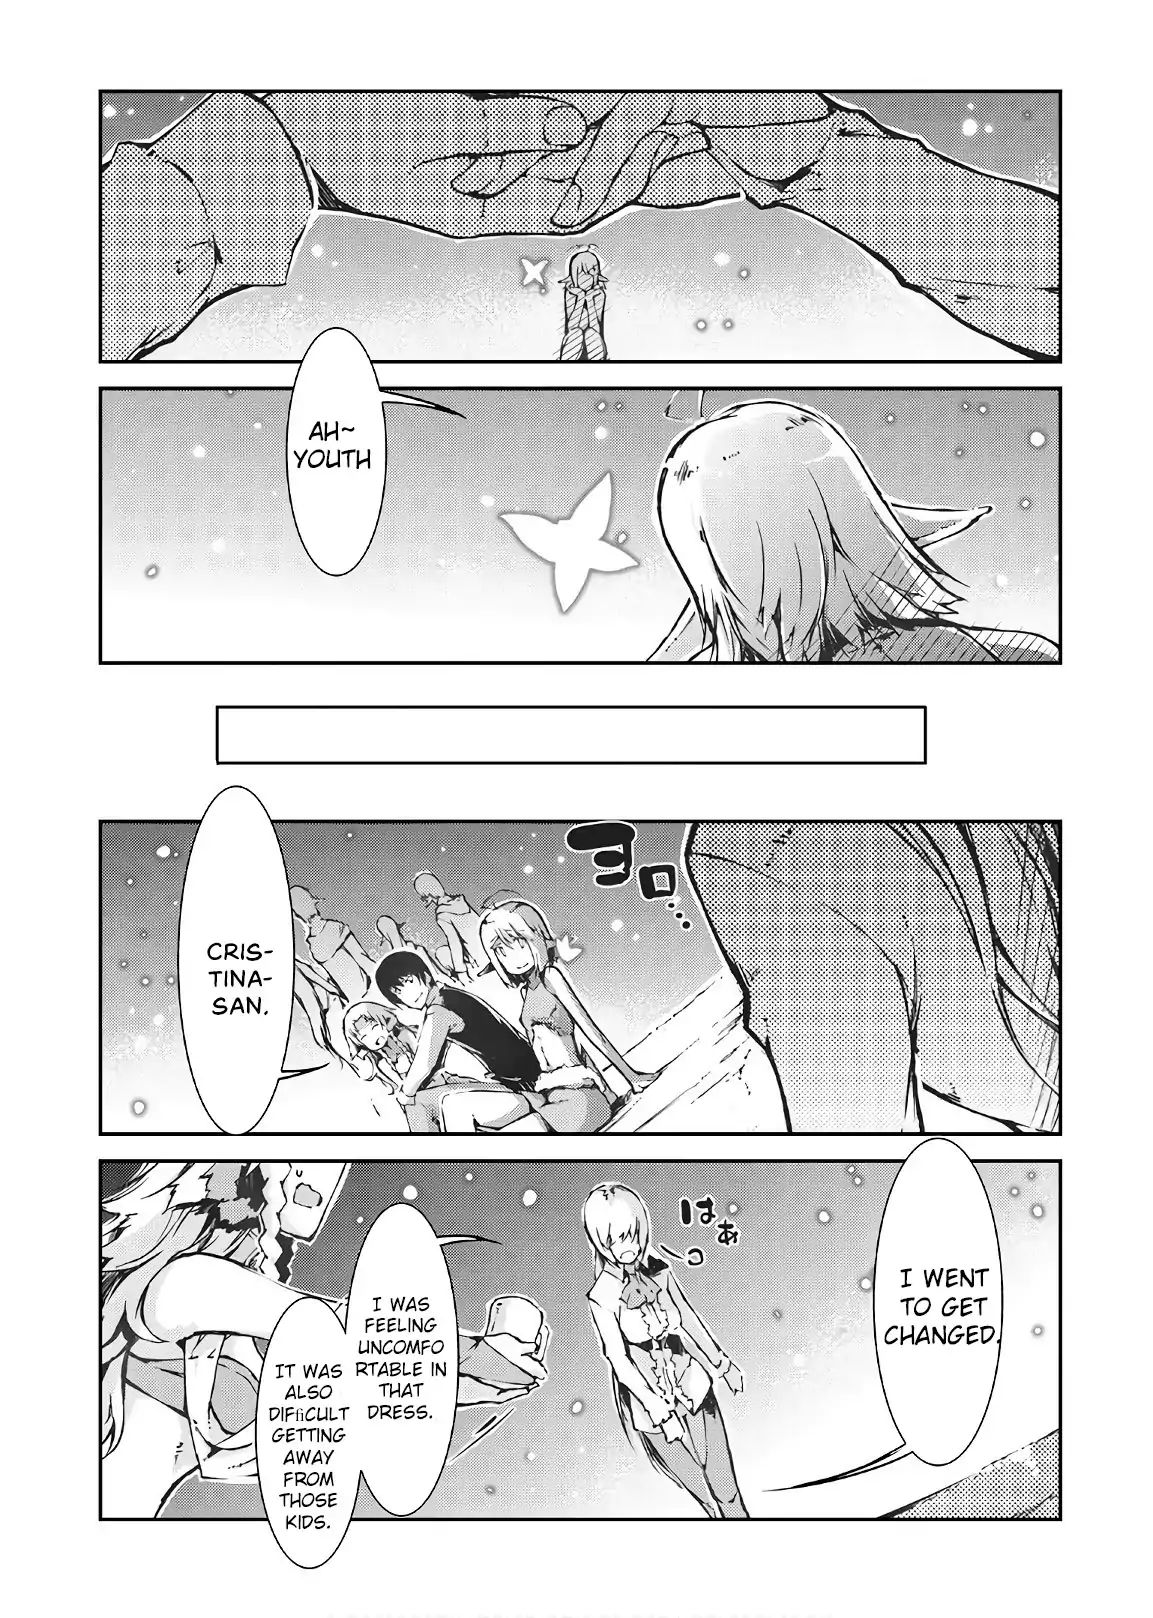 AH~
YOUTH
ヨロ...
CRIS-
TINA-
SAN.
I WENT
TO GET
CHANGED.
はぁっ
I WAS
FEELING
UNCOMFO
RTABLE IN
THAT
DRESS.
IT WAS
ALSO
DIFFICULT
GETTING
AWAY
FROM
THOSE
KIDS.